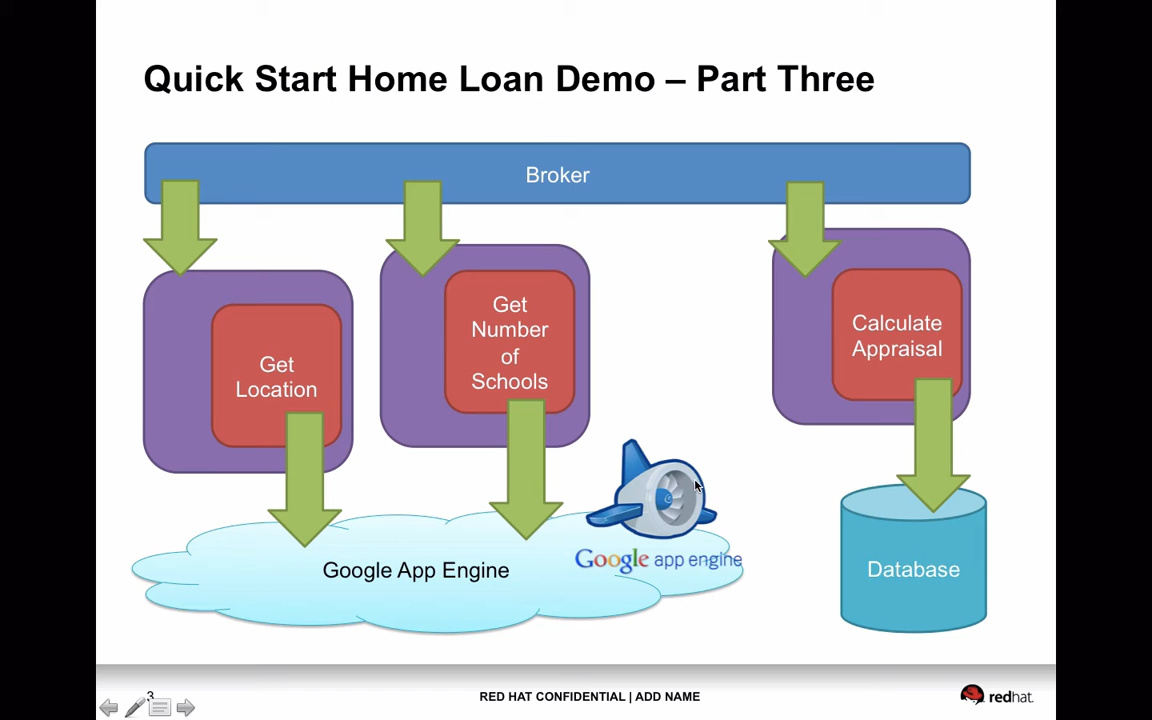 Quick Start Home Loan Demo – Part Three
Broker
Get
Location
Get
Number
of
Schools
Calculate
Appraisal
Google App Engine
Google app engine
Database
3
RED HAT CONFIDENTIAL | ADD NAME
redhat.